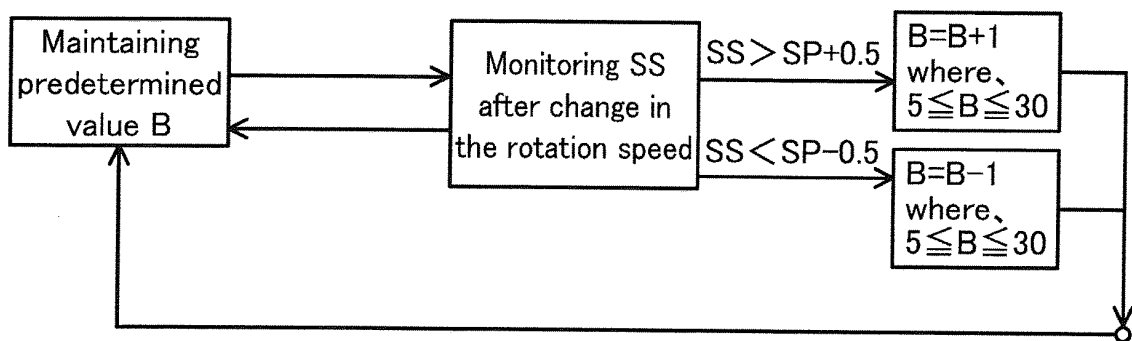 Maintaining
predetermined
value B
Monitoring SS
after change in
the rotation speed
SS＞SP+0.5
B=B+1
where、
5≦B≦30
SS＜SP−0.5
B=B−1
where、
5≦B≦30